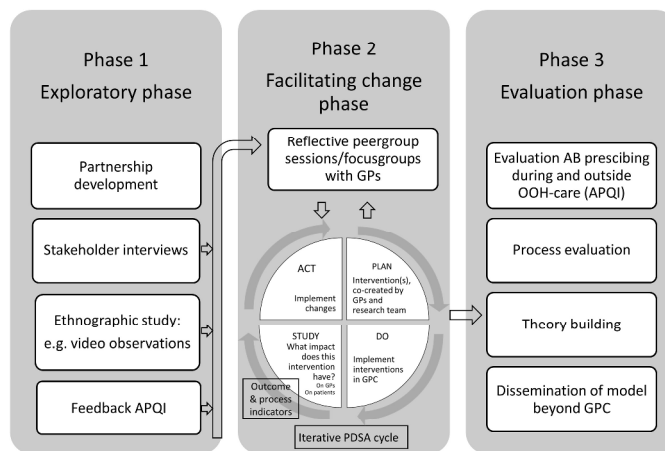 Phase 1
Exploratory phase
Partnership
development
Stakeholder interviews
Ethnographic study:
e.g. video observations
Feedback APQI
Phase 2
Facilitating change
phase
Reflective peergroup
sessions/focusgroups
with GPs
ACT
Implement
changes
PLAN
Intervention(s),
co-created by
GPs and
research team
STUDY
What impact
does this
intervention
have?
On GPs
On patients
DO
Implement
interventions
in GPC
Outcome
& process
indicators
Iterative PDSA cycle
Phase 3
Evaluation phase
Evaluation AB prescibing
during and outside
OOH-care (APQI)
Process evaluation
Theory building
Dissemination of model
beyond GPC